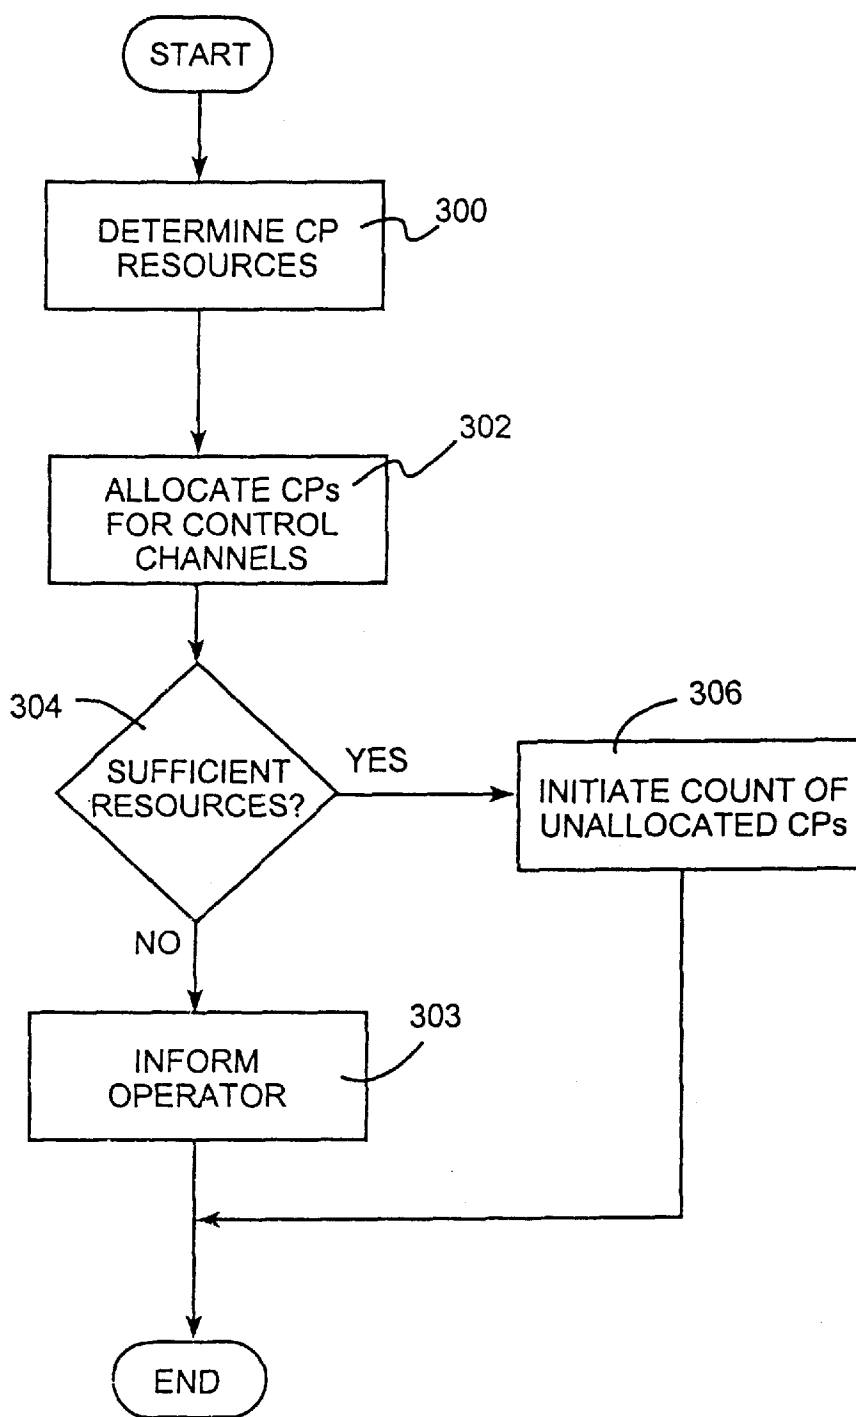 START
DETERMINE CP
RESOURCES
300
ALLOCATE CPs
FOR CONTROL
CHANNELS
302
304
SUFFICIENT
RESOURCES?
YES
306
INITIATE COUNT OF
UNALLOCATED CPs
NO
INFORM
OPERATOR
303
END